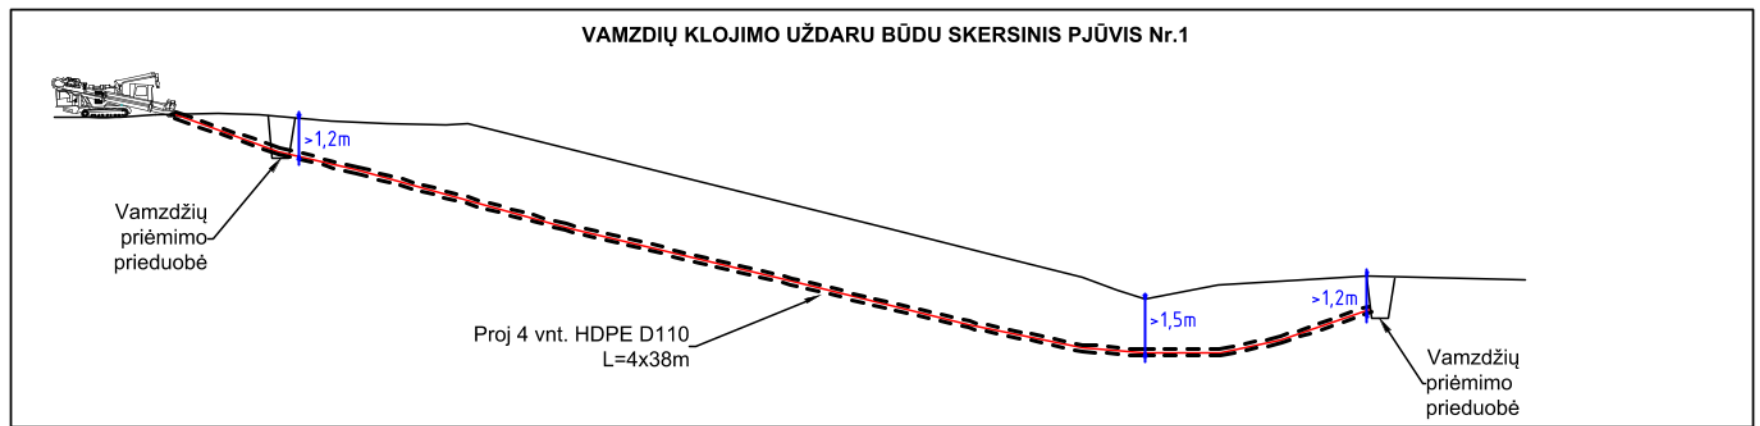 VAMZDIŲ KLOJIMO UŽDARU BŪDU SKERSINIS PJŪVIS Nr.1
>1,2m
Vamzdžių
priėmimo
prieduobė
Proj 4 vnt. HDPE D110
L=4x38m
>1,5m
>1,2m
Vamzdžių
priėmimo
prieduobė